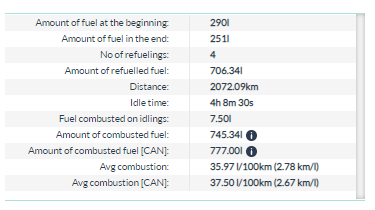 Amount of fuel at the beginning: 290l
Amount of fuel in the end: 251l
No of refuelings: 4
Amount of refuelled fuel: 706.34l
Distance: 2072.09km
Idle time: 4h 8m 30s
Fuel combusted on idlings: 7.50l
Amount of combusted fuel: 745.34l i
Amount of combusted fuel [CAN]: 777.00l i
Avg combustion: 35.97 l/100km (2.78 km/l)
Avg combustion [CAN]: 37.50 l/100km (2.67 km/l)